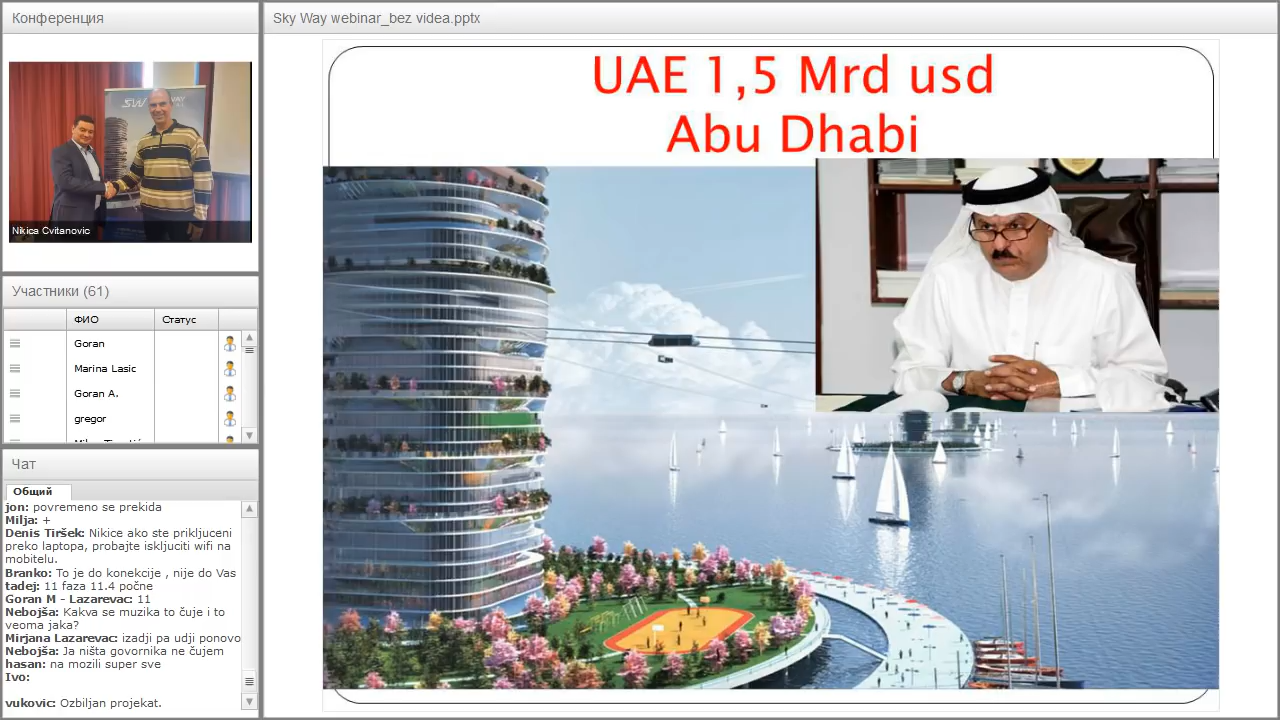 Конференция
Sky Way webinar_bez videa.pptx
SW WAY
Nikica Cvitanovic
Участники (61)
ФИО Статус
Goran
Marina Lasic
Goran A.
gregor
Чат
Общий
jon: povremeno se prekida
Milja: +
Denis Tiršek: Nikice ako ste prikljuceni
preko laptopa, probajte iskljuciti wifi na
mobitelu.
Branko: To je do konekcije , nije do Vas
tadej: 11 faza 11.4 počne
Goran M - Lazarevac: 11
Nebojša: Kakva se muzika to čuje i to
veoma jaka?
Mirjana Lazarevac: izadji pa udji ponovo
Nebojša: Ja ništa govornika ne čujem
hasan: na mozili super sve
Ivo:
vukovic: Ozbiljan projekat.
UAE 1,5 Mrd usd
Abu Dhabi